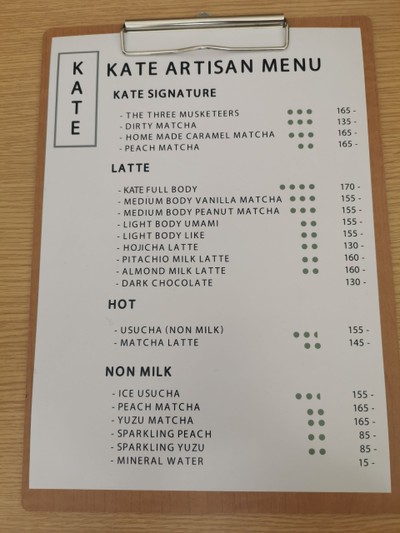 KATE
KATE ARTISAN MENU
KATE SIGNATURE
- THE THREE MUSKETEERS 165 -
- DIRTY MATCHA 135 -
- HOME MADE CARAMEL MATCHA 165 -
- PEACH MATCHA 165 -
LATTE
- KATE FULL BODY 170 -
- MEDIUM BODY VANILLA MATCHA 155 -
- MEDIUM BODY PEANUT MATCHA 155 -
- LIGHT BODY UMAMI 155 -
- LIGHT BODY LIKE 155 -
- HOJICHA LATTE 130 -
- PITACHIO MILK LATTE 160 -
- ALMOND MILK LATTE 160 -
- DARK CHOCOLATE 130 -
HOT
- USUCHA (NON MILK) 155 -
- MATCHA LATTE 145 -
NON MILK
- ICE USUCHA 155 -
- PEACH MATCHA 165 -
- YUZU MATCHA 165 -
- SPARKLING PEACH 85 -
- SPARKLING YUZU 85 -
- MINERAL WATER 15 -